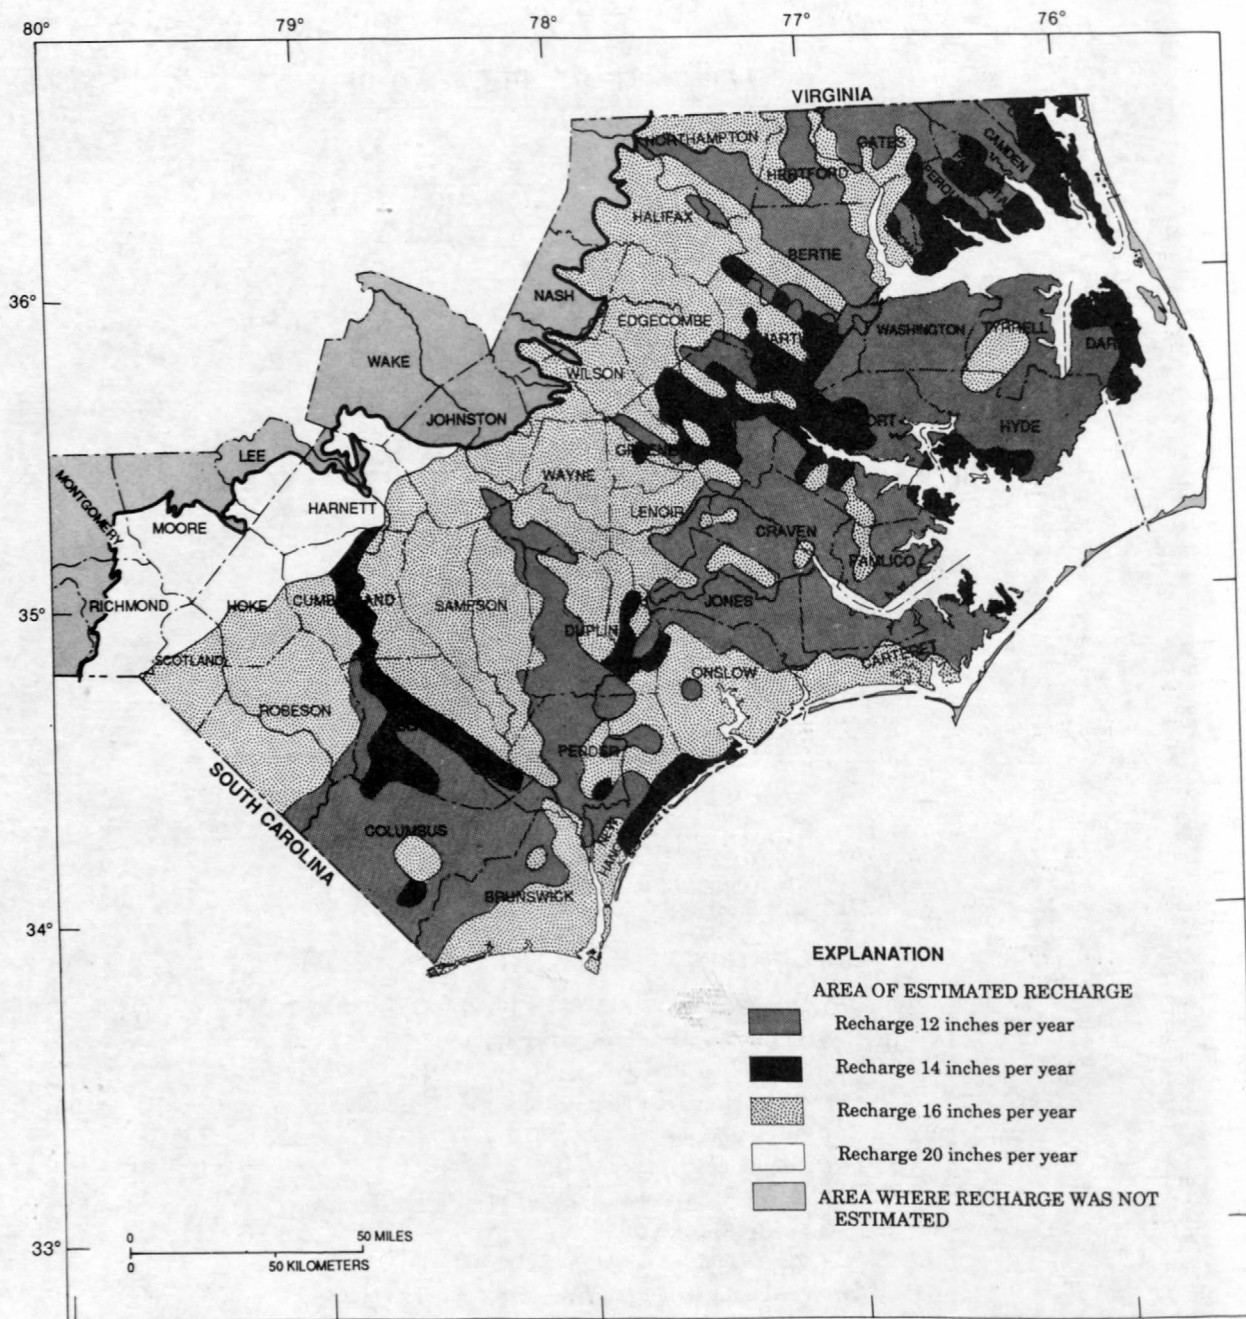 80° 79° 78° 77° 76°
VIRGINIA
NORTHAMPTON
GATES
CAMDEN
HERTFORD
HALIFAX
BERTIE
36°
NASH
EDGECOMBE
WASHINGTON
TYRRELL
WAKE
WILSON
JOHNSTON
HYDE
LEE
WAYNE
MONTGOMERY
HARNETT
LENOIR
MOORE
CRAVEN
PAMLICO
RICHMOND
HOKE
SAMPSON
JONES
35°
DUPLIN
SCOTLAND
CARTERET
ONSLOW
ROBESON
PENDER
SOUTH CAROLINA
COLUMBUS
NEW
BRUNSWICK
34°
EXPLANATION
AREA OF ESTIMATED RECHARGE
Recharge 12 inches per year
Recharge 14 inches per year
Recharge 16 inches per year
Recharge 20 inches per year
AREA WHERE RECHARGE WAS NOT
ESTIMATED
33°
0 50 MILES
0 50 KILOMETERS